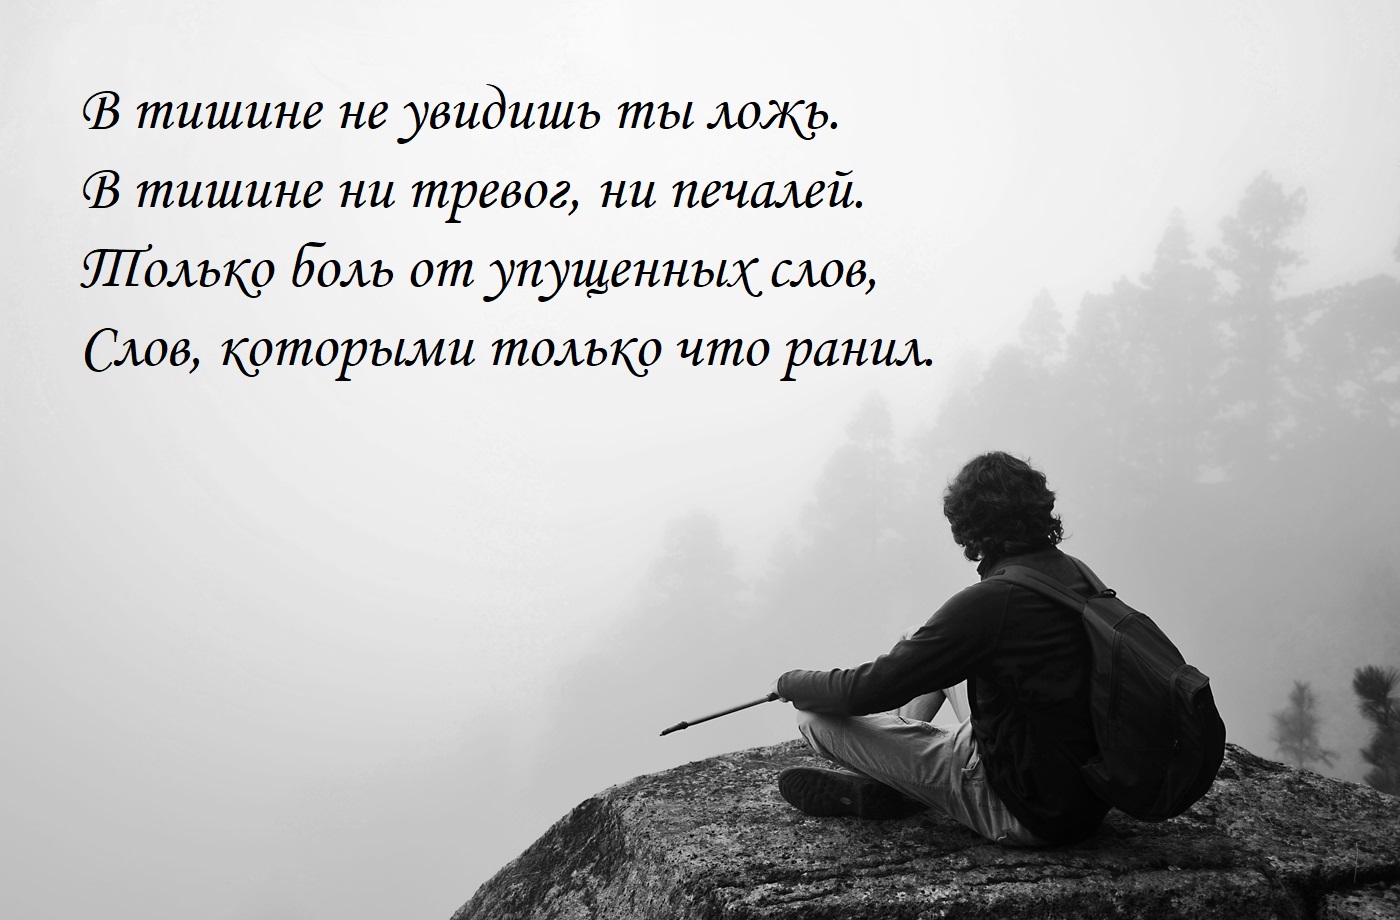 В тишине не увидишь ты ложь.
В тишине ни тревог, ни печалей.
Только боль от упущенных слов,
Слов, которыми только что ранил.